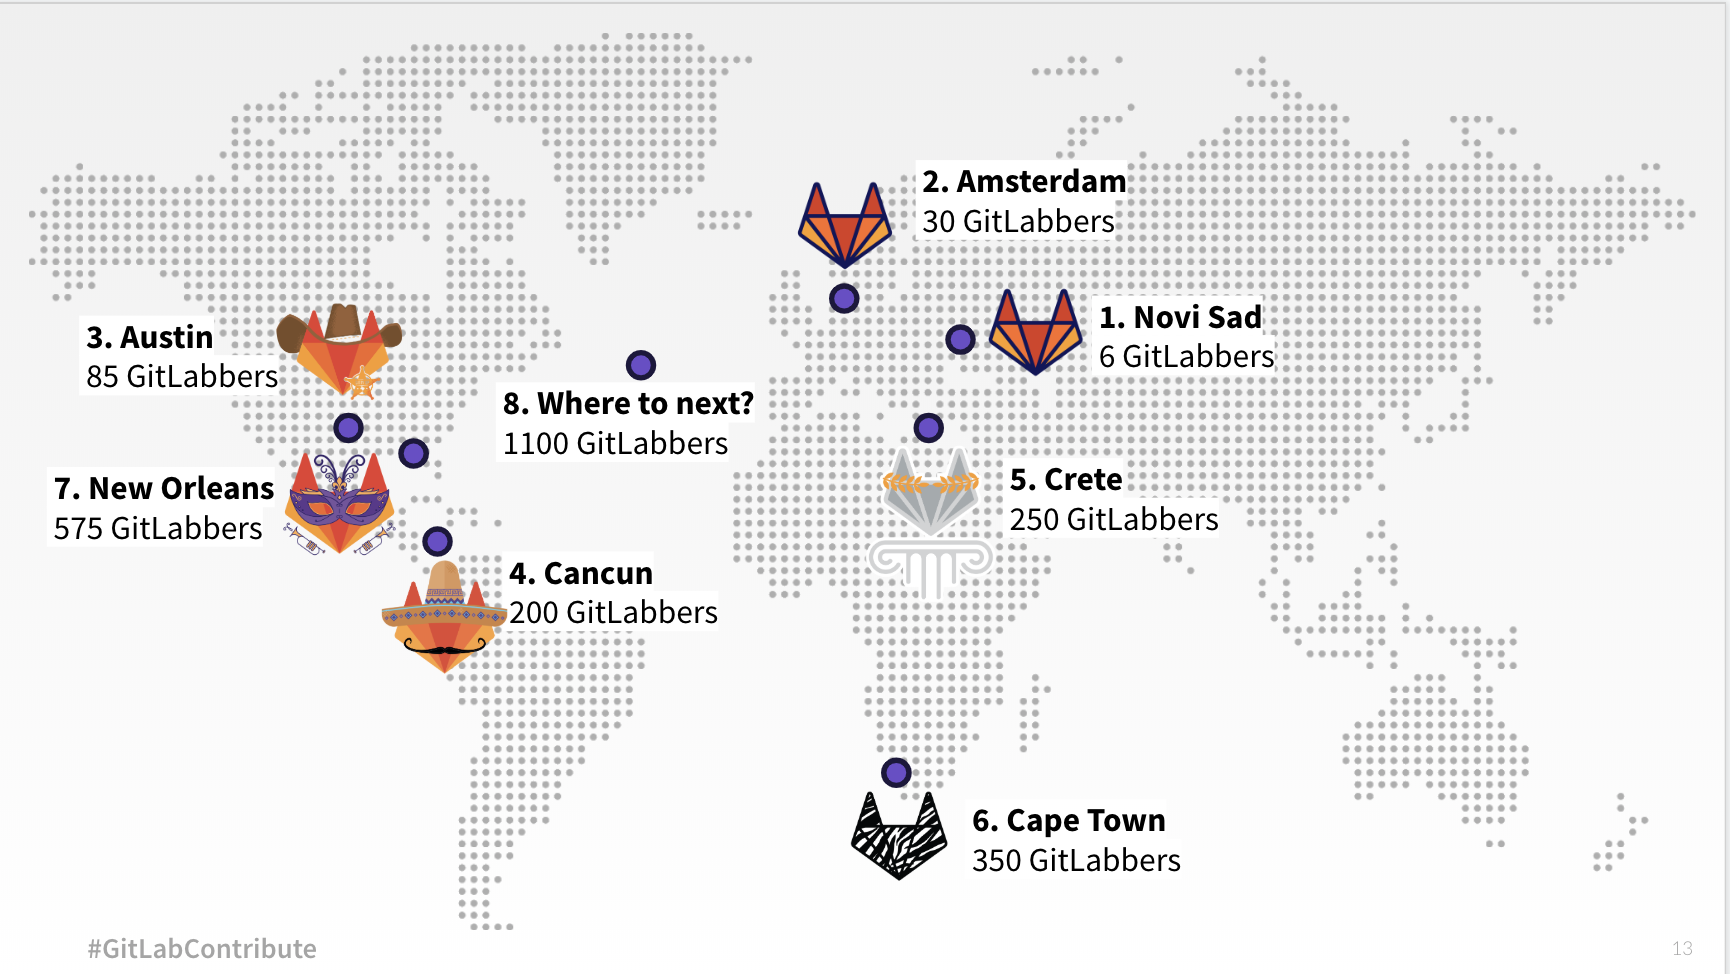 2. Amsterdam
30 GitLabbers
1. Novi Sad
6 GitLabbers
3. Austin
85 GitLabbers
8. Where to next?
1100 GitLabbers
7. New Orleans
575 GitLabbers
5. Crete
250 GitLabbers
4. Cancun
200 GitLabbers
6. Cape Town
350 GitLabbers
#GitLabContribute
13